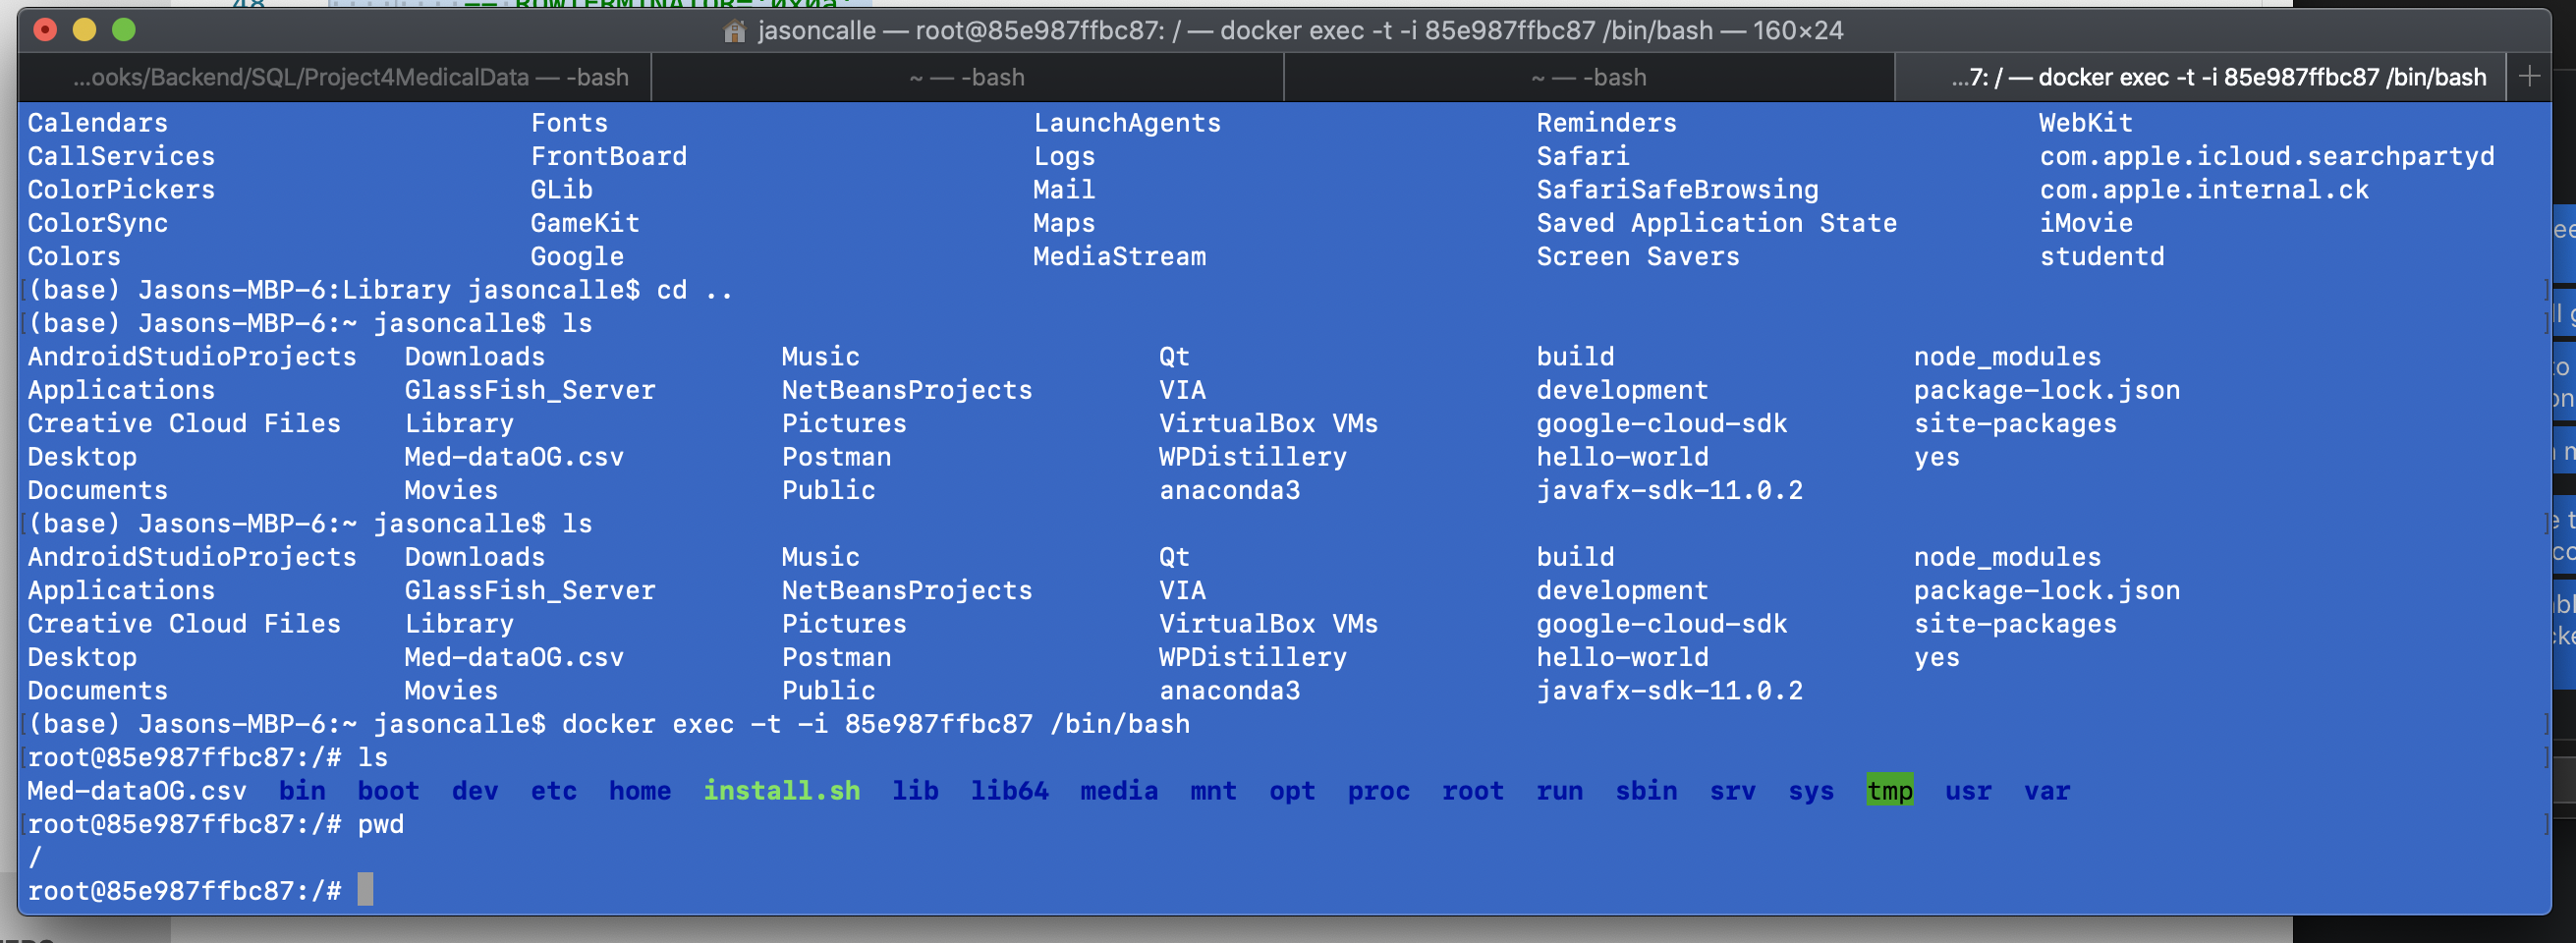 48 -- ROWTERMINATOR='0x0a'
jasoncalle — root@85e987ffbc87: / — docker exec -t -i 85e987ffbc87 /bin/bash — 160×24
...ooks/Backend/SQL/Project4MedicalData — -bash ~ — -bash ~ — -bash ...7: / — docker exec -t -i 85e987ffbc87 /bin/bash +
Calendars Fonts LaunchAgents Reminders WebKit
CallServices FrontBoard Logs Safari com.apple.icloud.searchpartyd
ColorPickers GLib Mail SafariSafeBrowsing com.apple.internal.ck
ColorSync GameKit Maps Saved Application State iMovie
Colors Google MediaStream Screen Savers studentd
[(base) Jasons-MBP-6:Library jasoncalle$ cd .. ]
[(base) Jasons-MBP-6:~ jasoncalle$ ls ]
AndroidStudioProjects Downloads Music Qt build node_modules
Applications GlassFish_Server NetBeansProjects VIA development package-lock.json
Creative Cloud Files Library Pictures VirtualBox VMs google-cloud-sdk site-packages
Desktop Med-dataOG.csv Postman WPDistillery hello-world yes
Documents Movies Public anaconda3 javafx-sdk-11.0.2
[(base) Jasons-MBP-6:~ jasoncalle$ ls ]
AndroidStudioProjects Downloads Music Qt build node_modules
Applications GlassFish_Server NetBeansProjects VIA development package-lock.json
Creative Cloud Files Library Pictures VirtualBox VMs google-cloud-sdk site-packages
Desktop Med-dataOG.csv Postman WPDistillery hello-world yes
Documents Movies Public anaconda3 javafx-sdk-11.0.2
[(base) Jasons-MBP-6:~ jasoncalle$ docker exec -t -i 85e987ffbc87 /bin/bash ]
[root@85e987ffbc87:/# ls ]
Med-dataOG.csv bin boot dev etc home install.sh lib lib64 media mnt opt proc root run sbin srv sys tmp usr var
[root@85e987ffbc87:/# pwd ]
/
root@85e987ffbc87:/#